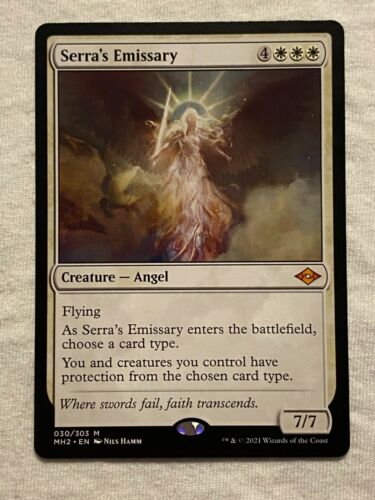 Serra's Emissary 4
Creature — Angel
Flying
As Serra's Emissary enters the battlefield,
choose a card type.
You and creatures you control have
protection from the chosen card type.
Where swords fail, faith transcends.
7/7
030/303 M
MH2 • EN Nils Hamm
™ & © 2021 Wizards of the Coast